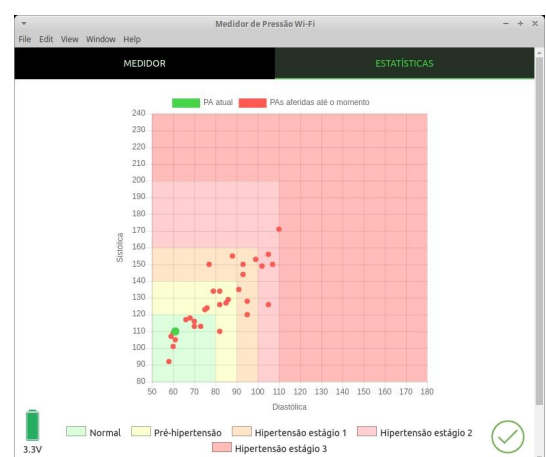 Medidor de Pressão Wi-Fi
File Edit View Window Help
MEDIDOR ESTATÍSTICAS
PA atual PAs aferidas até o momento
240
230
220
210
200
190
180
170
160
150
140
130
120
110
100
90
80
Sistólica
50 60 70 80 90 100 110 120 130 140 150 160 170 180
Diastólica
Normal Pré-hipertensão Hipertensão estágio 1 Hipertensão estágio 2
Hipertensão estágio 3
3.3V